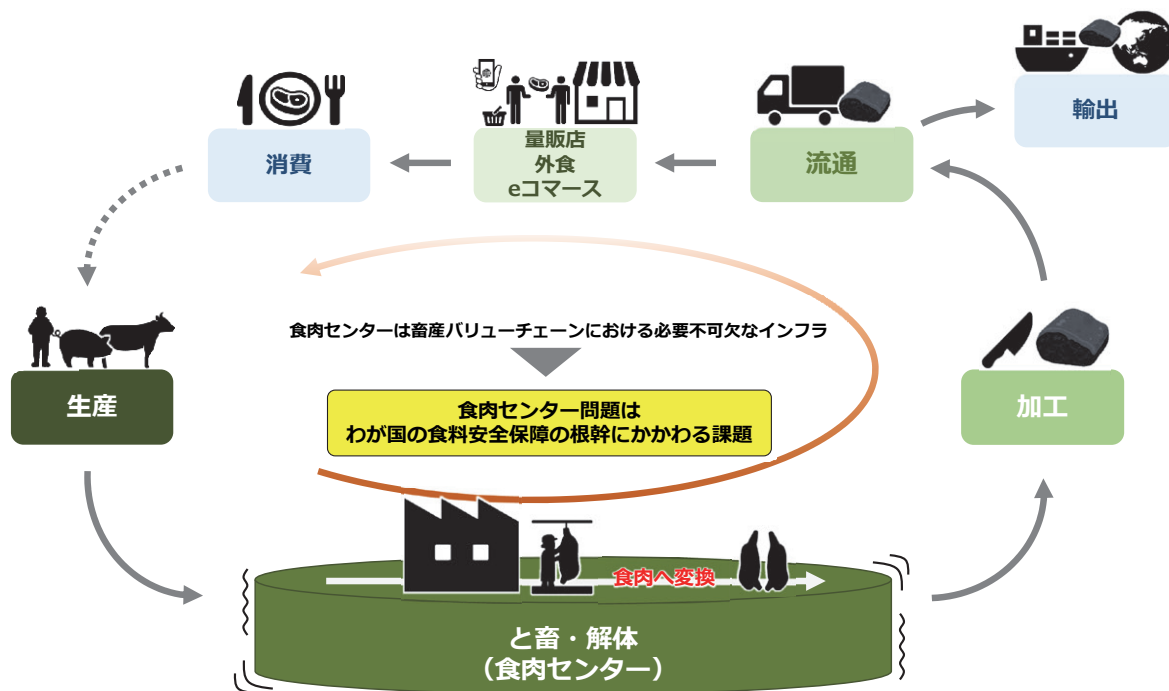 輸出
消費
量販店
外食
eコマース
流通
食肉センターは畜産バリューチェーンにおける必要不可欠なインフラ
生産
食肉センター問題は
わが国の食料安全保障の根幹にかかわる課題
加工
食肉へ変換
と畜・解体
（食肉センター）